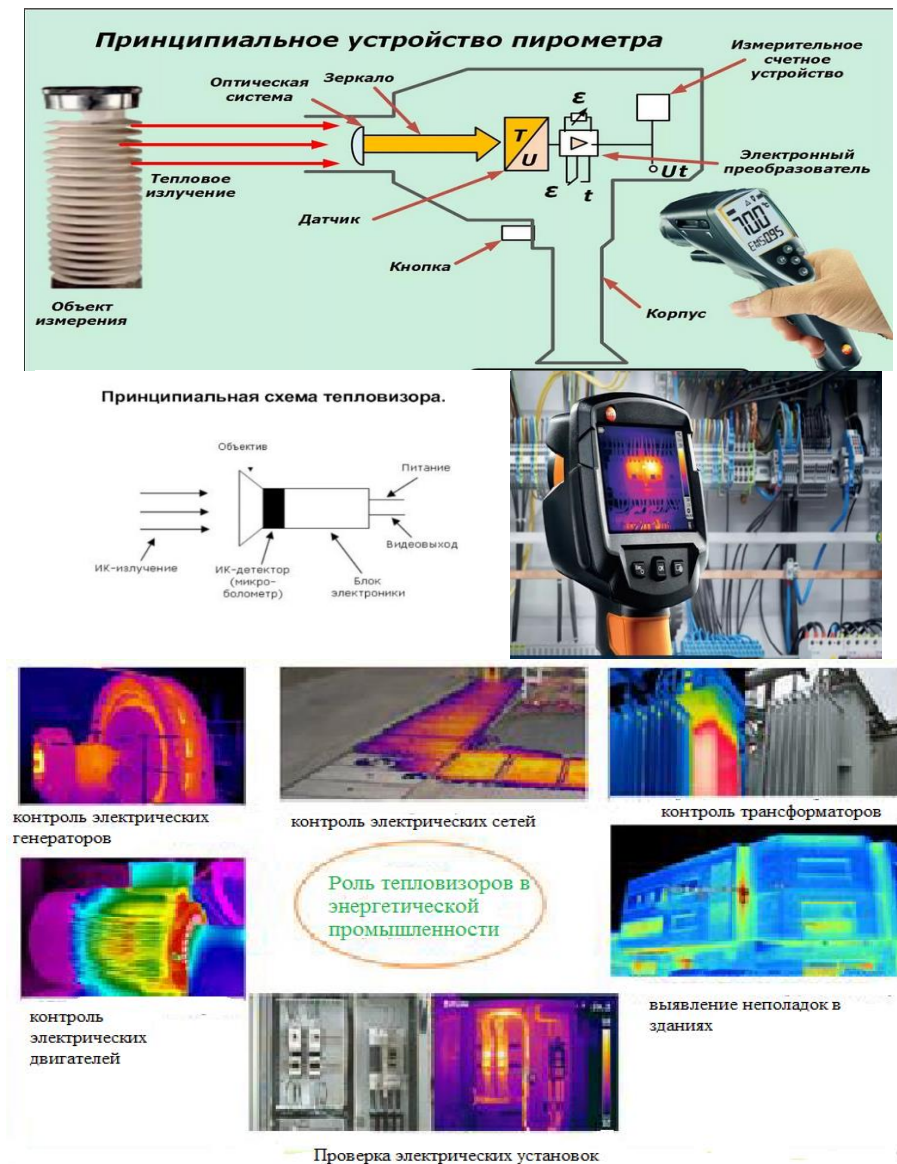 Принципиальное устройство пирометра
Измерительное
счетное
устройство
Оптическая
система
Зеркало
ε
T
U
Электронный
преобразователь
Ut
ε
t
Тепловое
излучение
Датчик
Кнопка
Корпус
Объект
измерения
700
Принципиальная схема тепловизора.
Объектив
Питание
Видеовыход
ИК-излучение
ИК-детектор
(микро-
болометр)
Блок
электроники
контроль электрических
генераторов
контроль электрических сетей
контроль трансформаторов
Роль тепловизоров в
энергетической
промышленности
контроль
электрических
двигателей
выявление неполадок в
зданиях
Проверка электрических установок